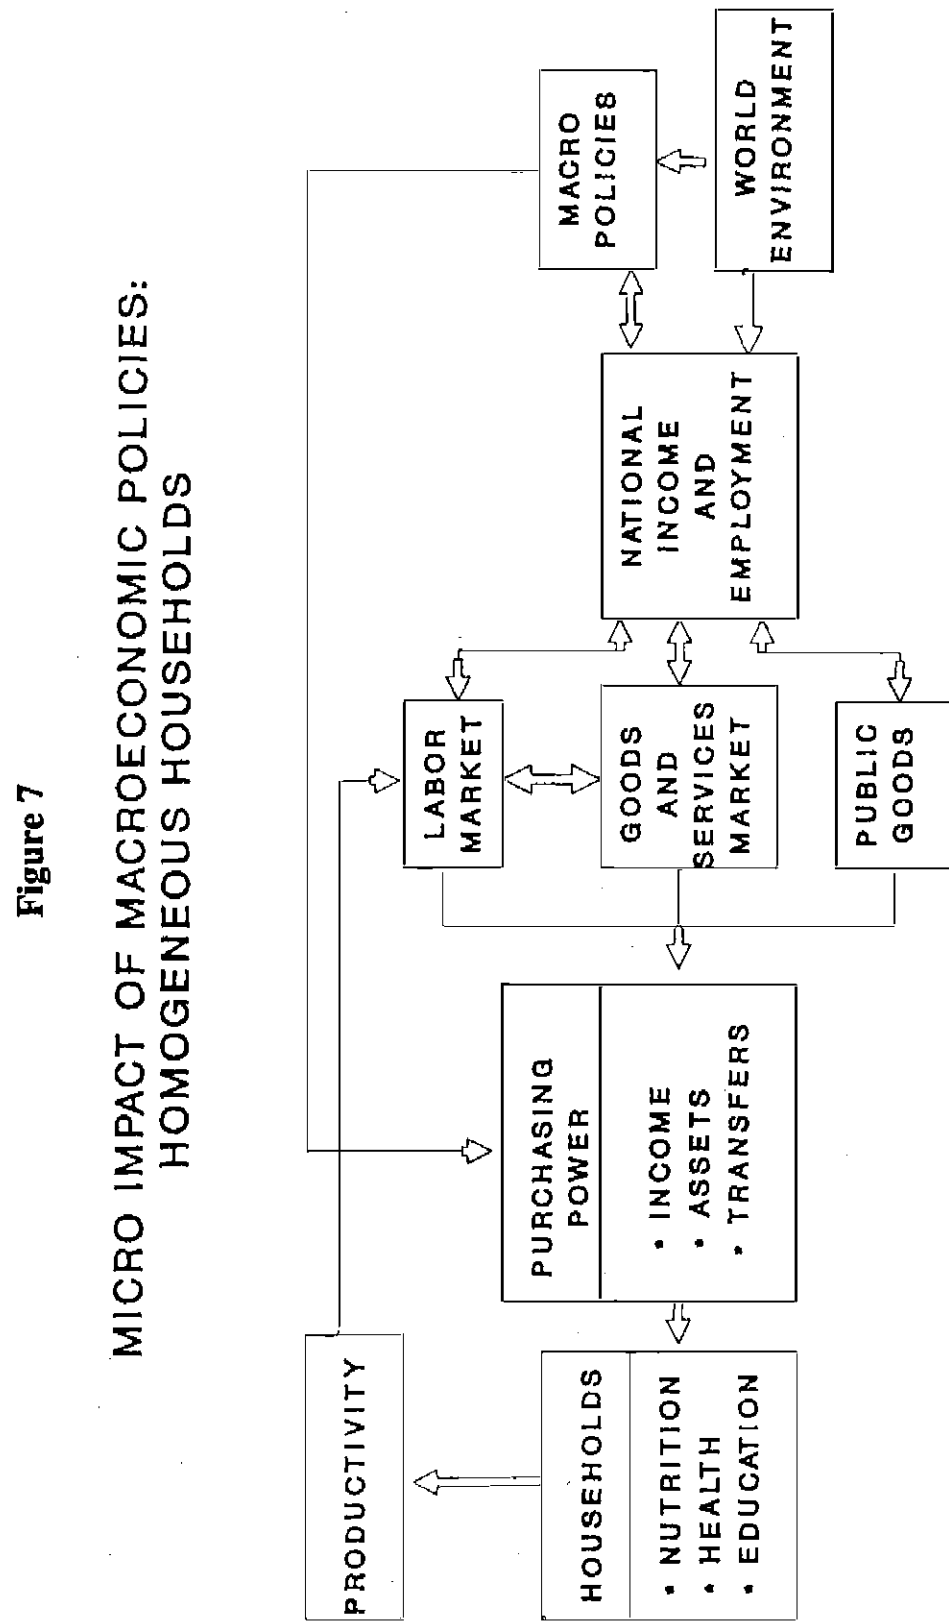 Figure 7
MICRO IMPACT OF MACROECONOMIC POLICIES:
HOMOGENEOUS HOUSEHOLDS
PRODUCTIVITY
HOUSEHOLDS
• NUTRITION
• HEALTH
• EDUCATION
PURCHASING
POWER
• INCOME
• ASSETS
• TRANSFERS
LABOR
MARKET
GOODS
AND
SERVICES
MARKET
PUBLIC
GOODS
NATIONAL
INCOME
AND
EMPLOYMENT
MACRO
POLICIES
WORLD
ENVIRONMENT